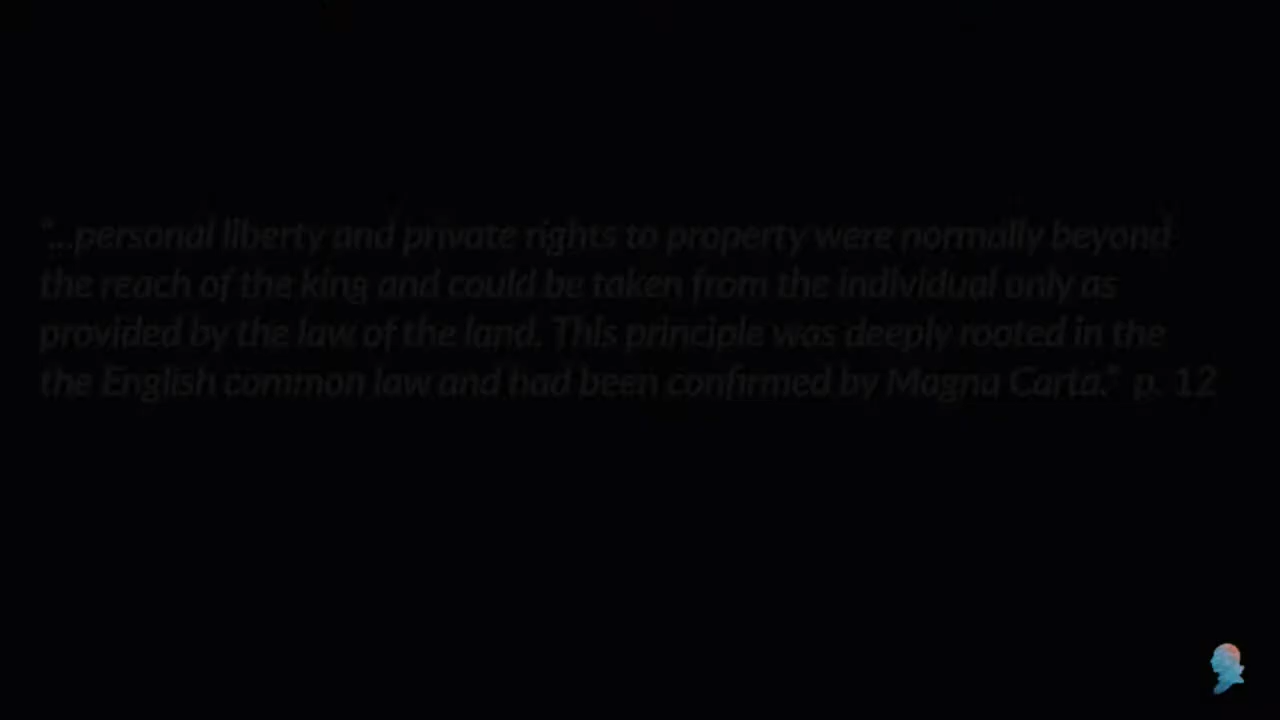 "...personal liberty and private rights to property were normally beyond
the reach of the king and could be taken from the individual only as
provided by the law of the land. This principle was deeply rooted in the
the English common law and had been confirmed by Magna Carta." p. 12